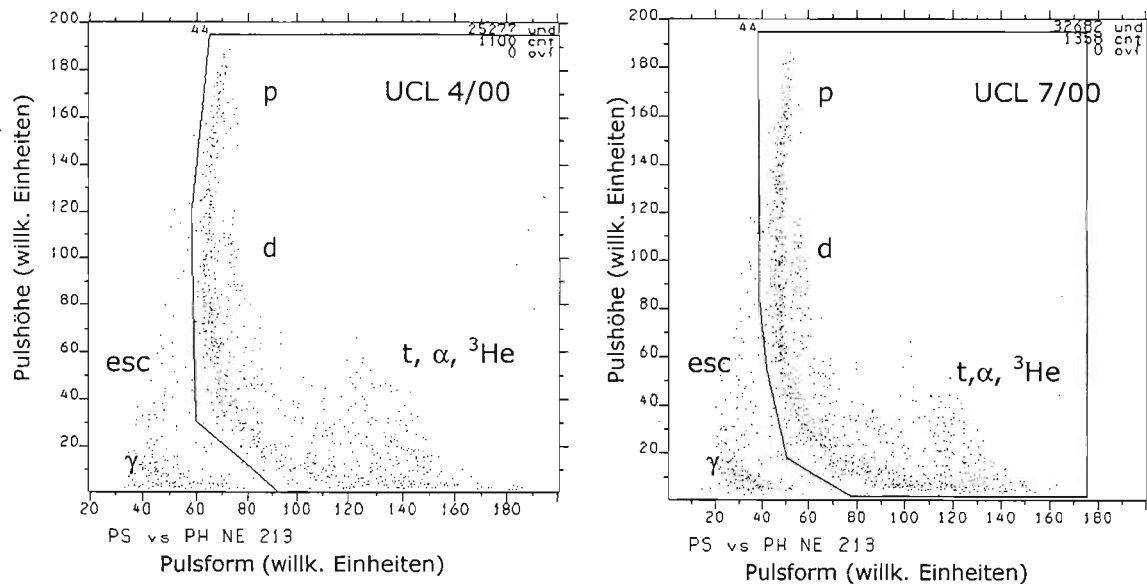 200
180
160
140
120
100
80
60
40
20
Pulshöhe (willk. Einheiten)
44
25277 und
1100 cnt
0 ovf
p
UCL 4/00
d
esc
t, α, ³He
γ
20 40 60 80 100 120 140 160 180
PS vs PH NE 213
Pulsform (willk. Einheiten)
200
180
160
140
120
100
80
60
40
20
Pulshöhe (willk. Einheiten)
44
32682 und
1358 cnt
0 ovf
p
UCL 7/00
d
esc
t,α, ³He
γ
20 40 60 80 100 120 140 160 180
PS vs PH NE 213
Pulsform (willk. Einheiten)